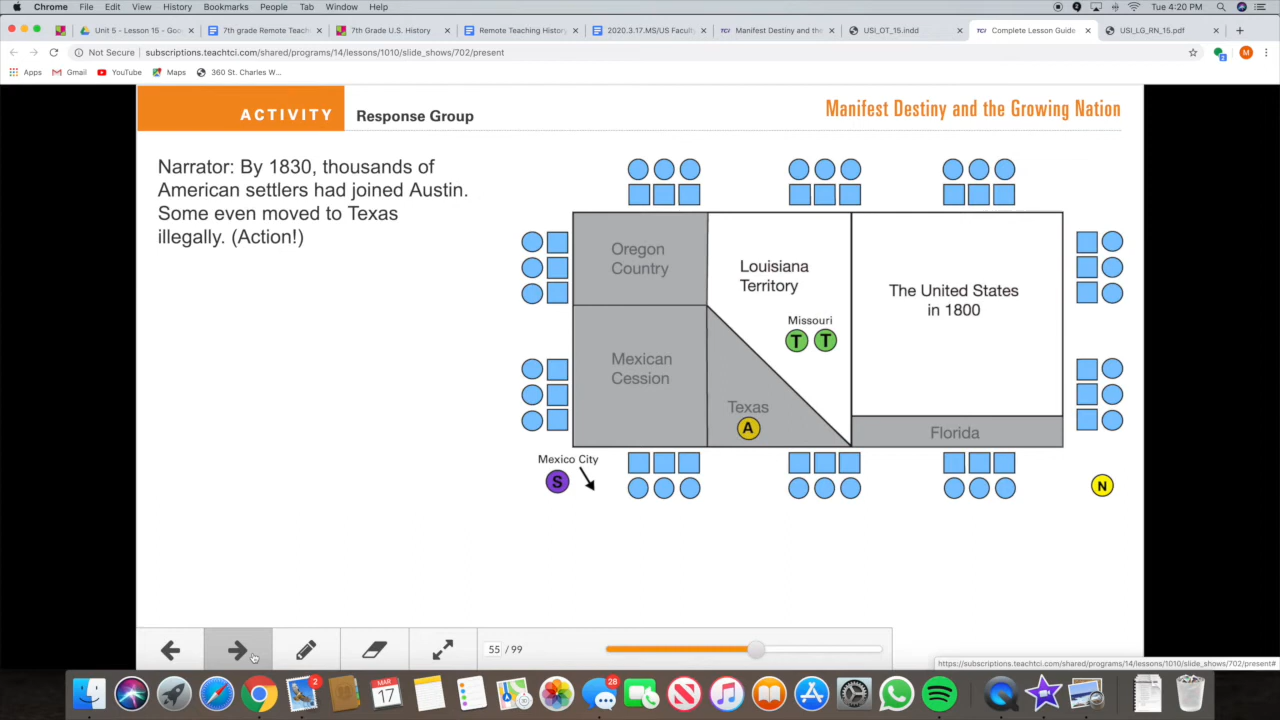 Chrome File Edit View History Bookmarks People Tab Window Help Tue 4:20 PM
Unit 5 - Lesson 15 - Goo 7th grade Remote Teach 7th Grade U.S. History Remote Teaching History 2020.3.17.MS/US Facult TCi Manifest Destiny and the USI_OT_15.indd TCi Complete Lesson Guide USI_LG_RN_15.pdf
Not Secure subscriptions.teachtci.com/shared/programs/14/lessons/1010/slide_shows/702/present M
Apps Gmail YouTube Maps 360 St. Charles W...
ACTIVITY Response Group Manifest Destiny and the Growing Nation
Narrator: By 1830, thousands of
American settlers had joined Austin.
Some even moved to Texas
illegally. (Action!)
Oregon
Country
Louisiana
Territory
The United States
in 1800
Missouri
T T
Mexican
Cession
Texas
A
Florida
Mexico City
S
N
55 / 99
https://subscriptions.teachtci.com/shared/programs/14/lessons/1010/slide_shows/702/present#
2 MAR 17 28